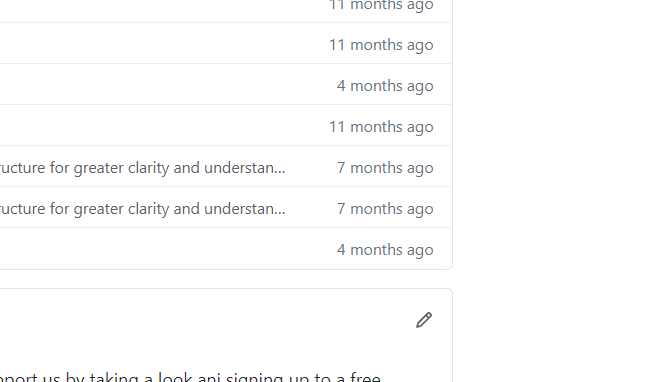 11 months ago
11 months ago
4 months ago
11 months ago
ructure for greater clarity and understan... 7 months ago
ructure for greater clarity and understan... 7 months ago
4 months ago
pport us by taking a look ani signing up to a free